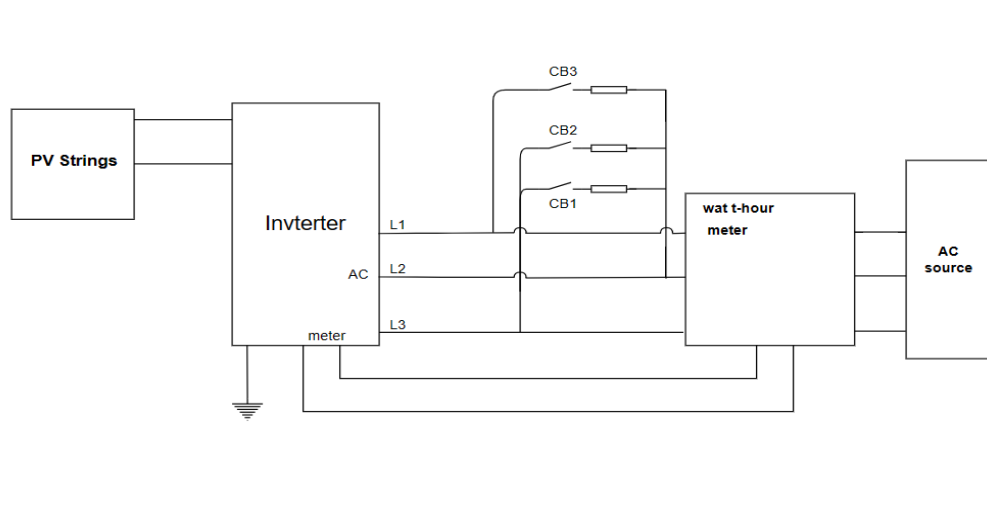 CB3
CB2
PV Strings
CB1
wat t-hour
meter
Invterter
L1
AC
source
L2
AC
L3
meter